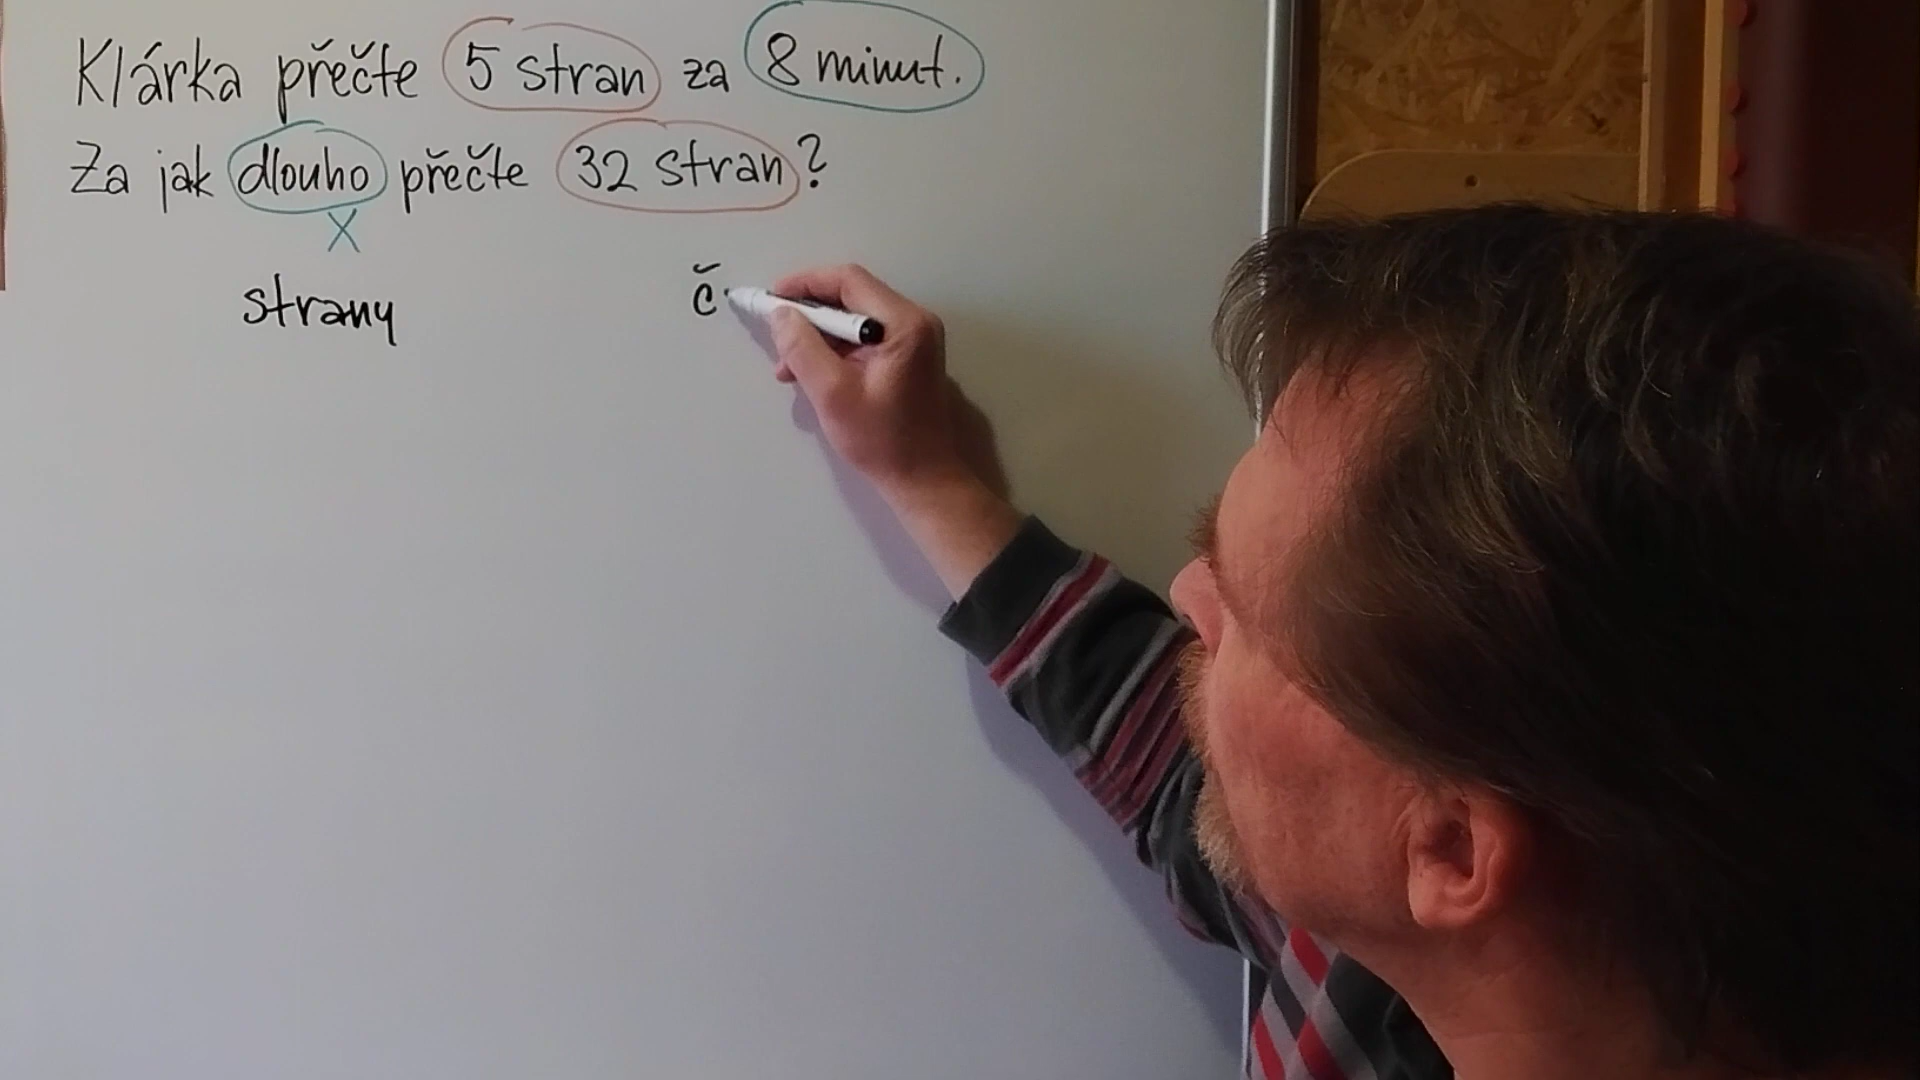 Klárka přečte 5 stran za 8 minut.
Za jak dlouho přečte 32 stran?
x
strany č